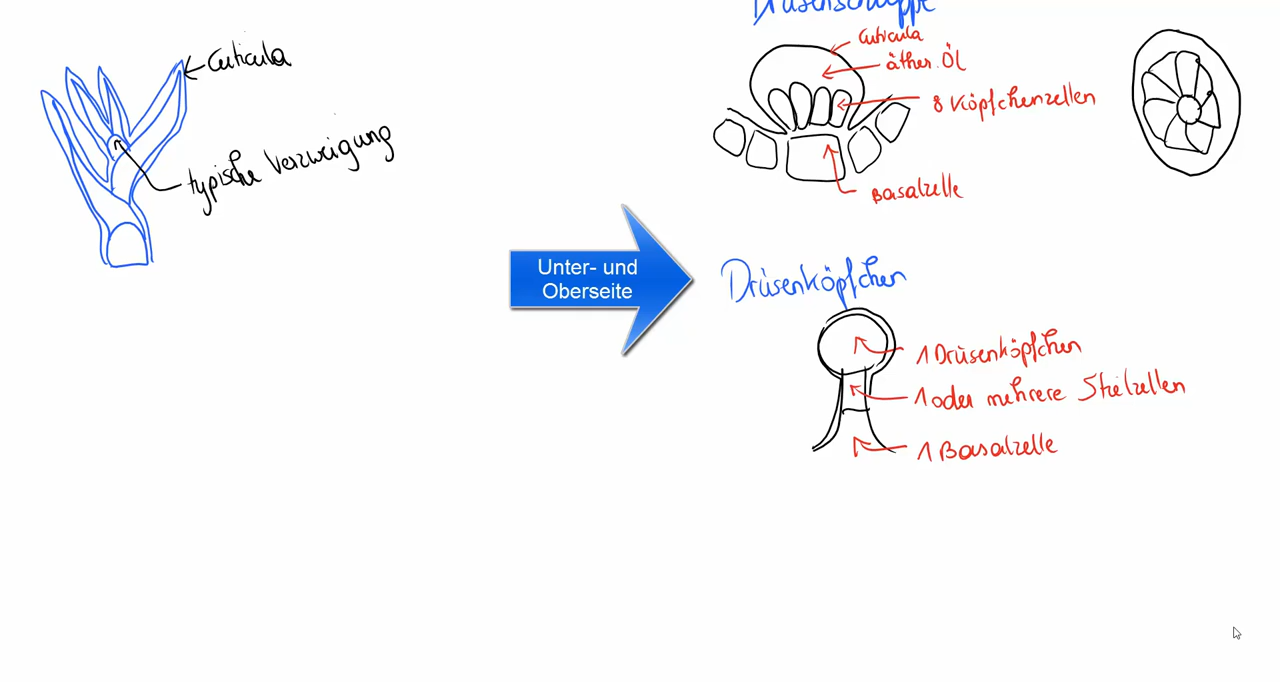 Cuticula
typische Verzweigung
Unter- und
Oberseite
Drüsenschuppe
Cuticula
äther. Öl
8 Köpfchenzellen
Basalzelle
Drüsenköpfchen
1 Drüsenköpfchen
1 oder mehrere Stielzellen
1 Basalzelle